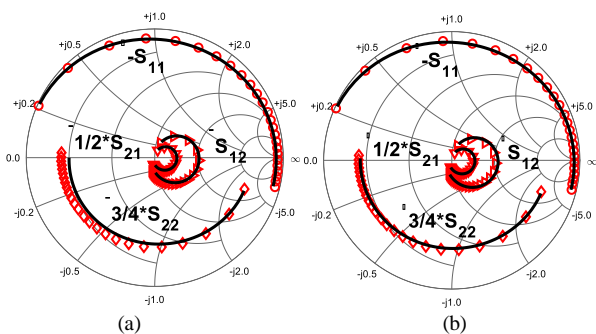 +j1.0
+j0.5
+j2.0
-S11
+j0.2
+j5.0
1/2*S21
S12
0.0
∞
3/4*S22
-j0.2
-j5.0
-j0.5
-j2.0
-j1.0
(a)
+j1.0
+j0.5
+j2.0
-S11
+j0.2
+j5.0
1/2*S21
S12
0.0
∞
3/4*S22
-j0.2
-j5.0
-j0.5
-j2.0
-j1.0
(b)